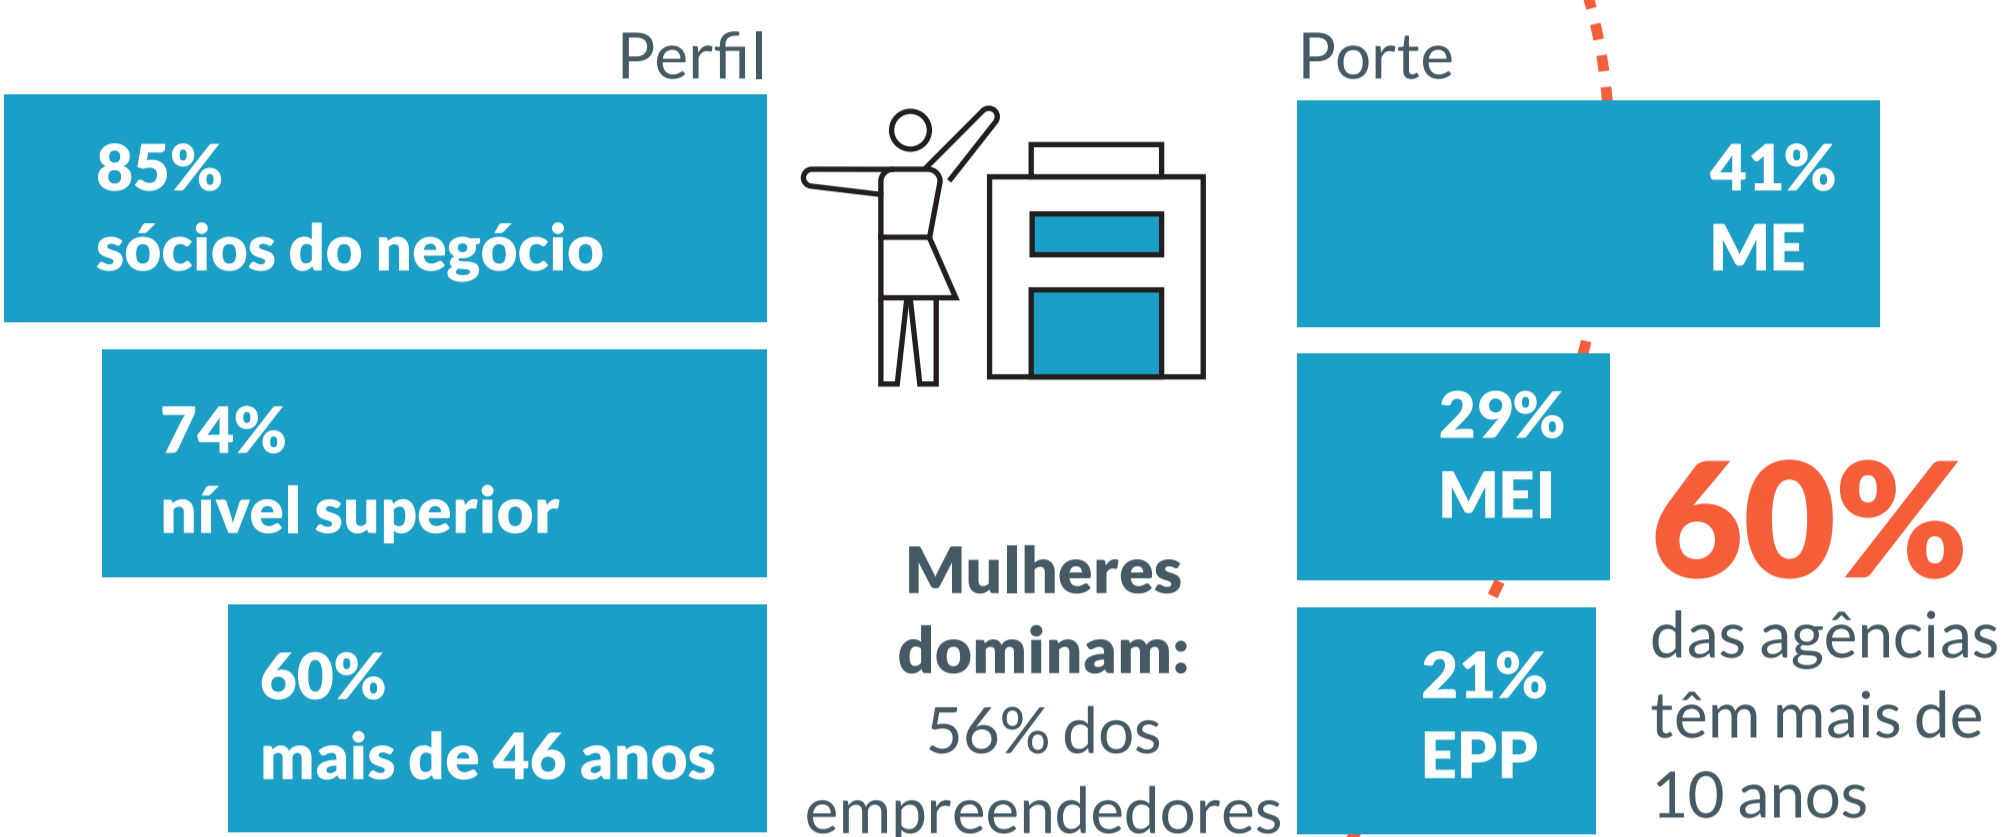 Perfil
85%
sócios do negócio
74%
nível superior
60%
mais de 46 anos
Mulheres
dominam:
56% dos
empreendedores
Porte
41%
ME
29%
MEI
21%
EPP
60%
das agências
têm mais de
10 anos